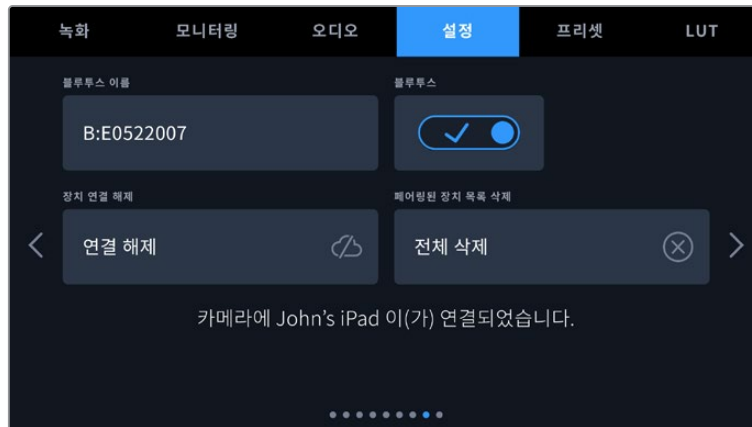 녹화 모니터링 오디오 설정 프리셋 LUT
블루투스 이름 블루투스
B:E0522007
장치 연결 해제 페어링된 장치 목록 삭제
연결 해제 전체 삭제
카메라에 John's iPad 이(가) 연결되었습니다.